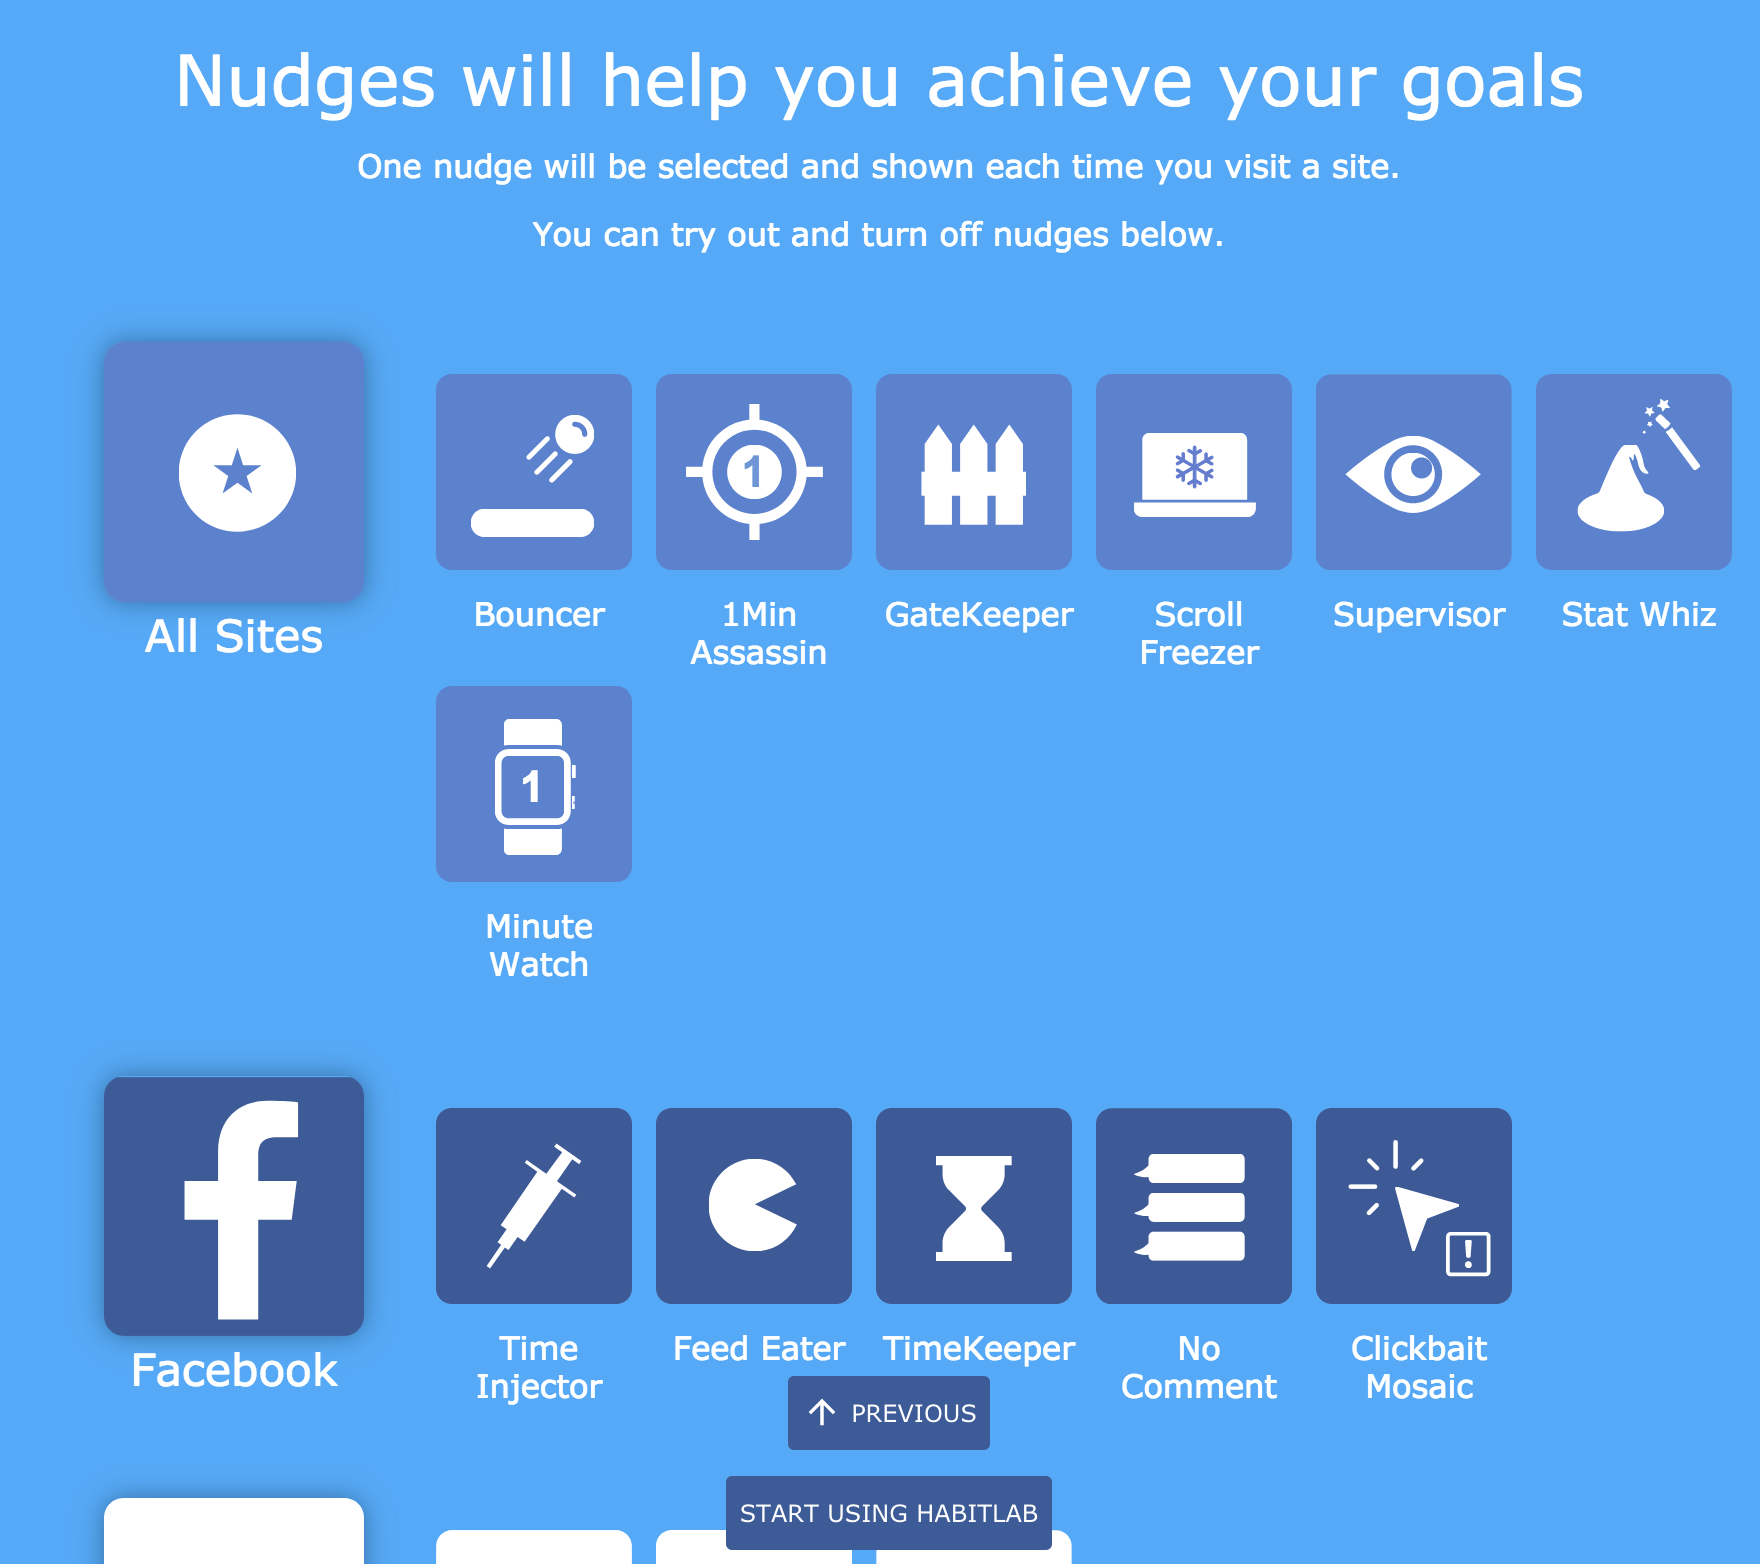 Nudges will help you achieve your goals
One nudge will be selected and shown each time you visit a site.
You can try out and turn off nudges below.
All Sites
Bouncer
1
1Min
Assassin
GateKeeper
Scroll
Freezer
Supervisor
Stat Whiz
1
Minute
Watch
f
Facebook
Time
Injector
Feed Eater
TimeKeeper
No
Comment
!
Clickbait
Mosaic
PREVIOUS
START USING HABITLAB